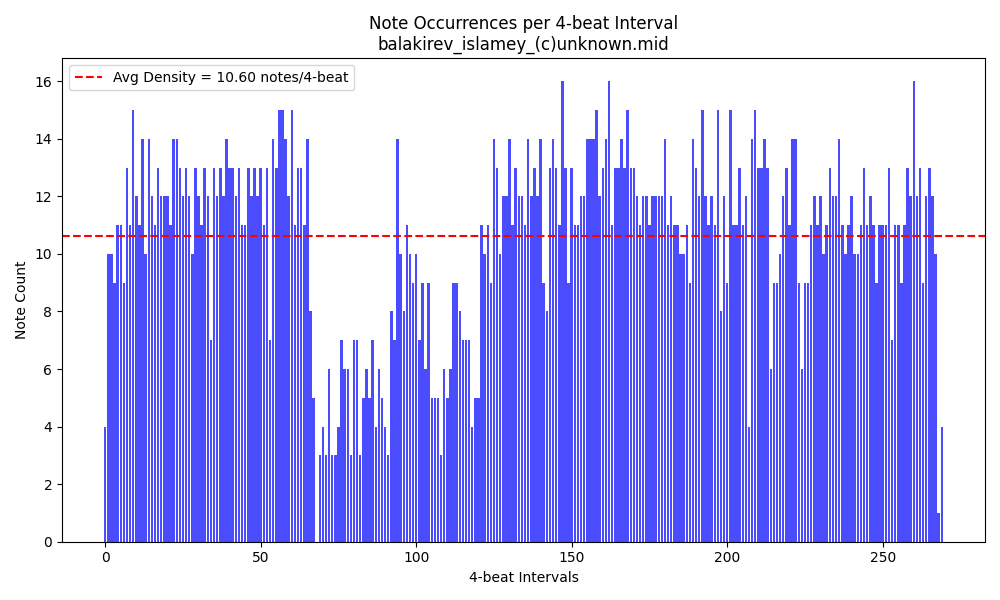 Note Occurrences per 4-beat Interval
balakirev_islamey_(c)unknown.mid
Avg Density = 10.60 notes/4-beat
Note Count
16
14
12
10
8
6
4
2
0
0 50 100 150 200 250
4-beat Intervals